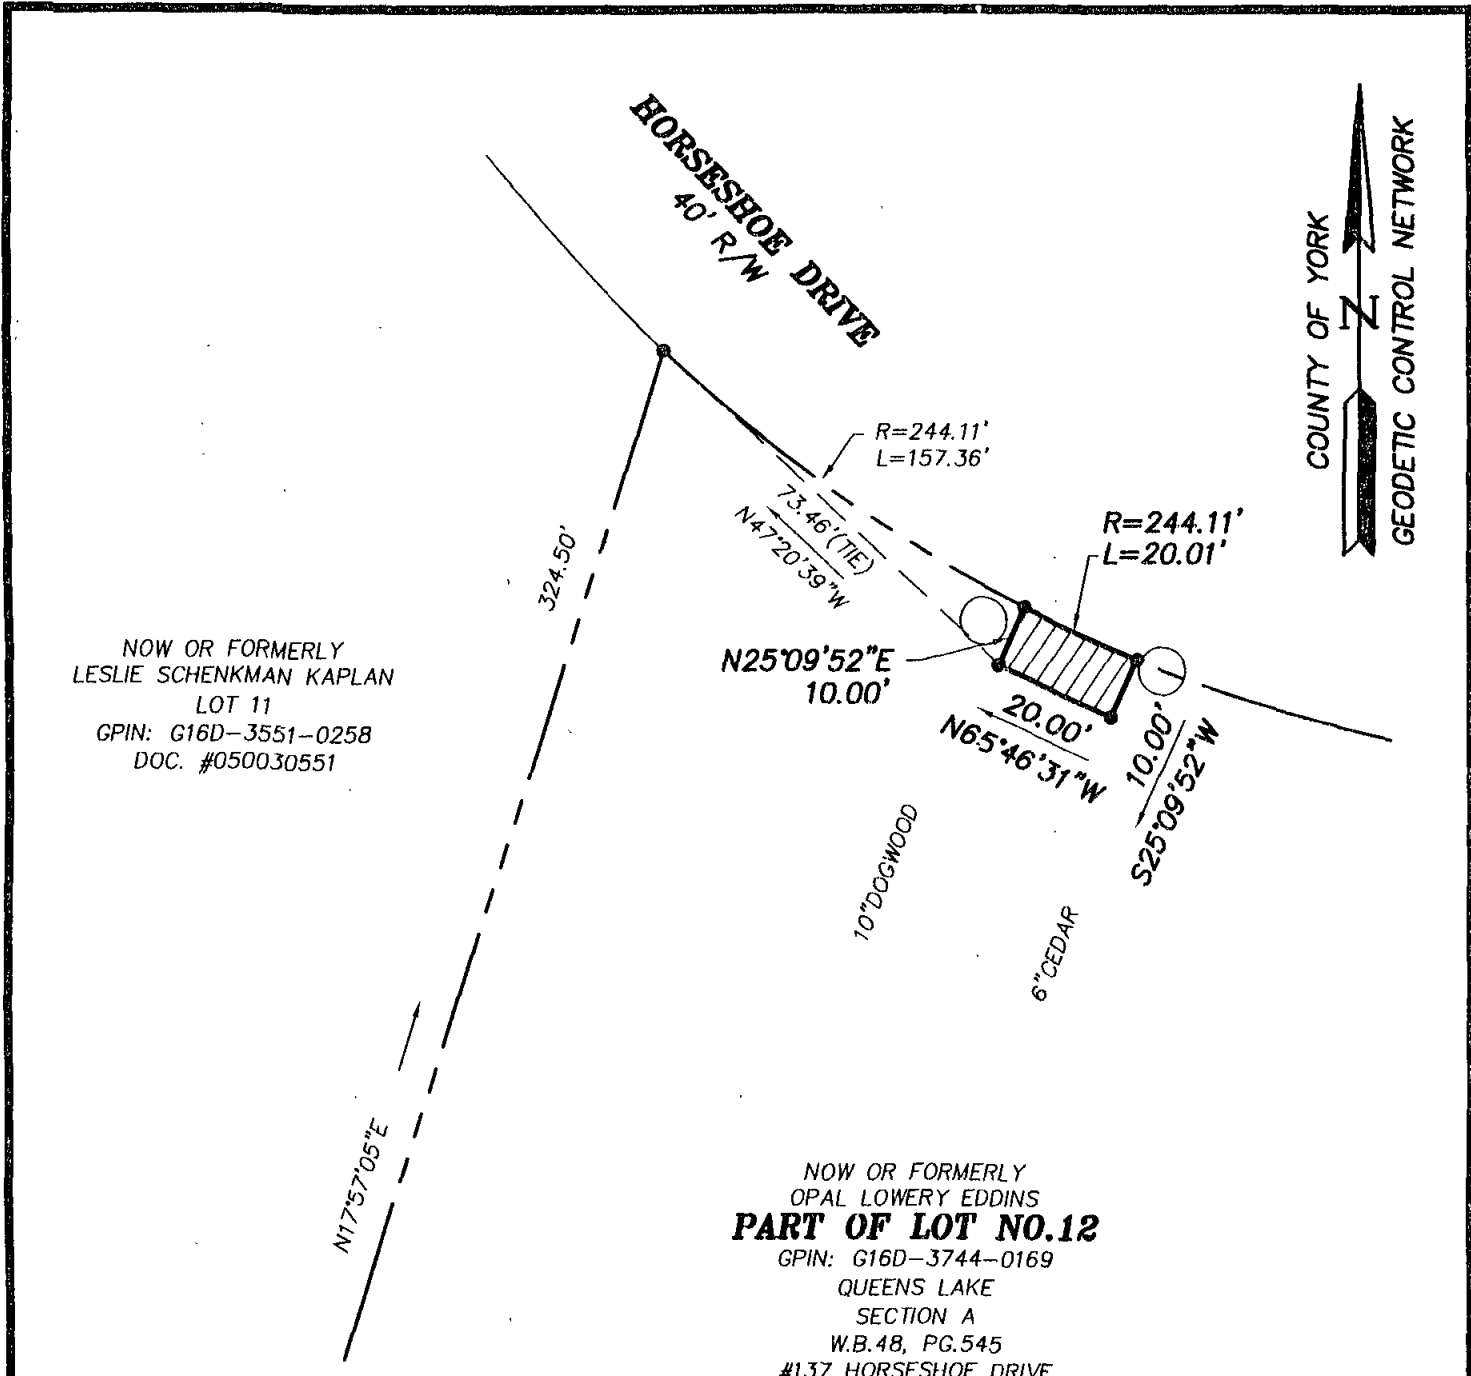 HORSESHOE DRIVE
40' R/W
COUNTY OF YORK
N
GEODETIC CONTROL NETWORK
R=244.11'
L=157.36'
73.46'(TIE)
N47°20'39"W
R=244.11'
L=20.01'
324.50'
NOW OR FORMERLY
LESLIE SCHENKMAN KAPLAN
LOT 11
GPIN: G16D-3551-0258
DOC. #050030551
N25°09'52"E
10.00'
20.00'
N65°46'31"W
10.00'
S25°09'52"W
10"DOGWOOD
6"CEDAR
N17°57'05"E
NOW OR FORMERLY
OPAL LOWERY EDDINS
PART OF LOT NO.12
GPIN: G16D-3744-0169
QUEENS LAKE
SECTION A
W.B.48, PG.545
#137 HORSESHOE DRIVE